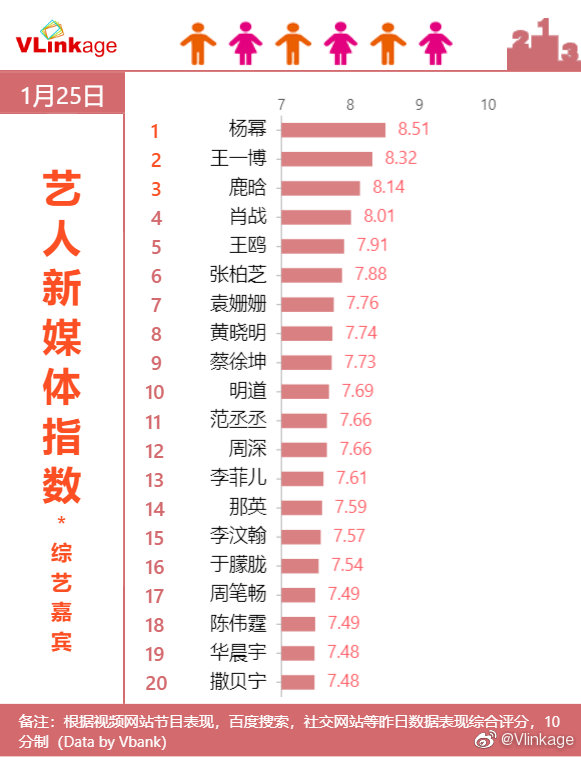 VLinkage
1 2 3
1月25日
艺人新媒体指数
*综艺嘉宾
7 8 9 10
1 杨幂 8.51
2 王一博 8.32
3 鹿晗 8.14
4 肖战 8.01
5 王鸥 7.91
6 张柏芝 7.88
7 袁姗姗 7.76
8 黄晓明 7.74
9 蔡徐坤 7.73
10 明道 7.69
11 范丞丞 7.66
12 周深 7.66
13 李菲儿 7.61
14 那英 7.59
15 李汶翰 7.57
16 于朦胧 7.54
17 周笔畅 7.49
18 陈伟霆 7.49
19 华晨宇 7.48
20 撒贝宁 7.48
备注：根据视频网站节目表现，百度搜索，社交网站等昨日数据表现综合评分，10
分制（Data by Vbank）
@Vlinkage